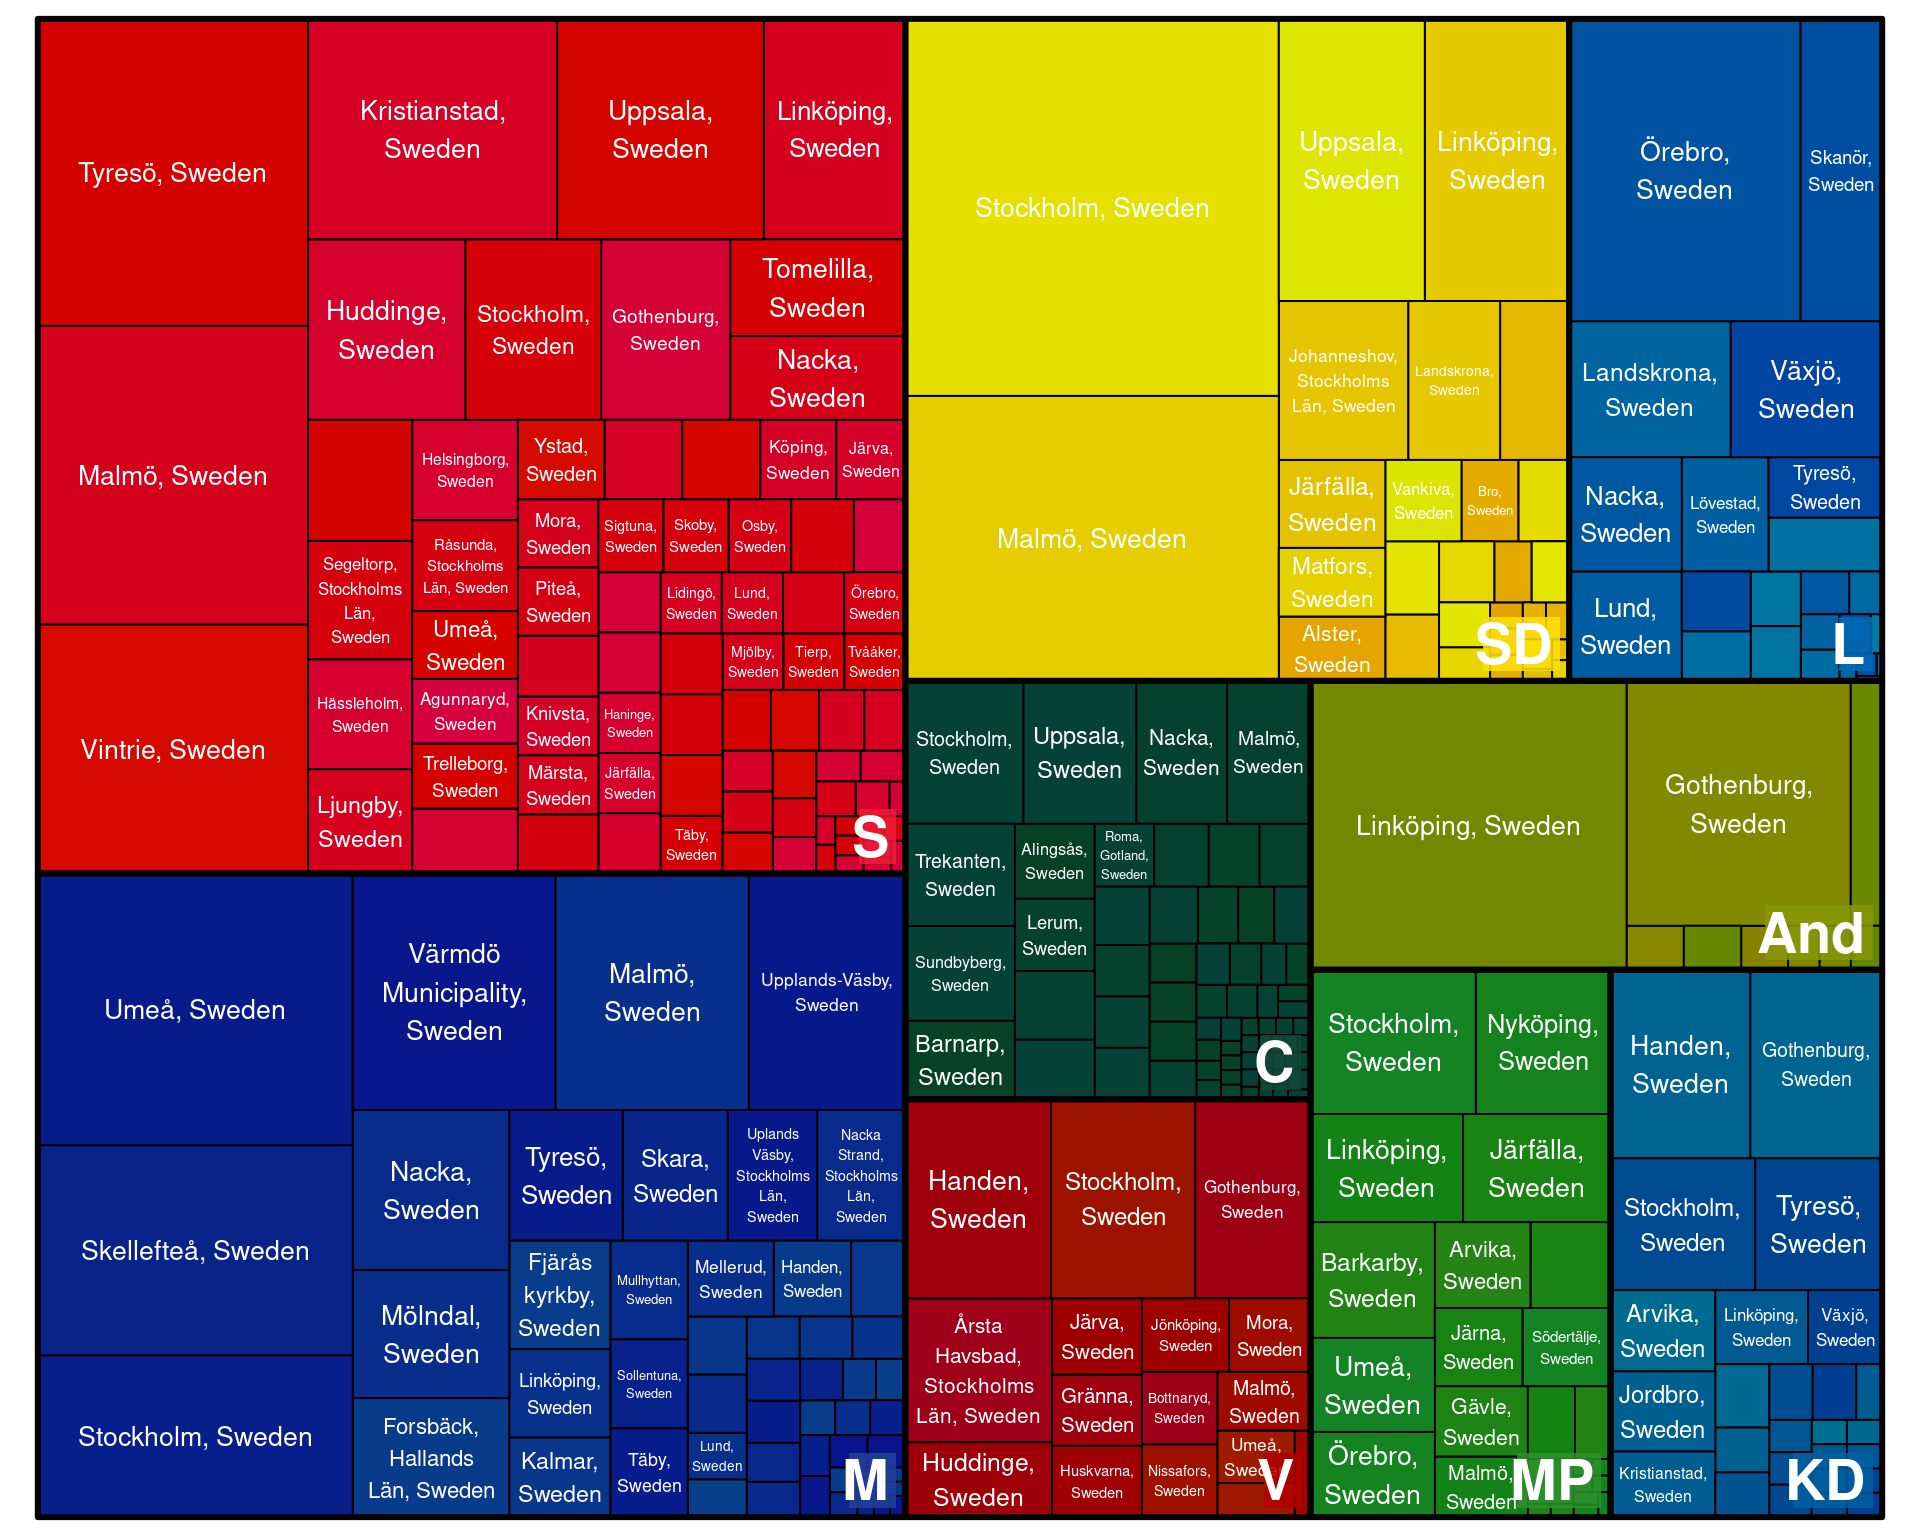 Tyresö, Sweden
Malmö, Sweden
Vintrie, Sweden
Kristianstad,
Sweden
Uppsala,
Sweden
Linköping,
Sweden
Huddinge,
Sweden
Stockholm,
Sweden
Gothenburg,
Sweden
Tomelilla,
Sweden
Nacka,
Sweden
Segeltorp,
Stockholms
Län,
Sweden
Hässleholm,
Sweden
Ljungby,
Sweden
Helsingborg,
Sweden
Råsunda,
Stockholms
Län, Sweden
Umeå,
Sweden
Agunnaryd,
Sweden
Trelleborg,
Sweden
Ystad,
Sweden
Köping,
Sweden
Järva,
Sweden
Mora,
Sweden
Sigtuna,
Sweden
Skoby,
Sweden
Osby,
Sweden
Piteå,
Sweden
Lidingö,
Sweden
Lund,
Sweden
Örebro,
Sweden
Mjölby,
Sweden
Tierp,
Sweden
Tvååker,
Sweden
Knivsta,
Sweden
Haninge,
Sweden
Märsta,
Sweden
Järfälla,
Sweden
Täby,
Sweden
S
Stockholm, Sweden
Malmö, Sweden
Uppsala,
Sweden
Linköping,
Sweden
Johanneshov,
Stockholms
Län, Sweden
Landskrona,
Sweden
Järfälla,
Sweden
Vankiva,
Sweden
Bro,
Sweden
Matfors,
Sweden
Alster,
Sweden
SD
Örebro,
Sweden
Skanör,
Sweden
Landskrona,
Sweden
Växjö,
Sweden
Nacka,
Sweden
Lövestad,
Sweden
Tyresö,
Sweden
Lund,
Sweden
L
Umeå, Sweden
Skellefteå, Sweden
Stockholm, Sweden
Värmdö
Municipality,
Sweden
Malmö,
Sweden
Upplands-Väsby,
Sweden
Nacka,
Sweden
Mölndal,
Sweden
Forsbäck,
Hallands
Län, Sweden
Tyresö,
Sweden
Skara,
Sweden
Uplands
Väsby,
Stockholms
Län,
Sweden
Nacka
Strand,
Stockholms
Län,
Sweden
Fjärås
kyrkby,
Sweden
Linköping,
Sweden
Kalmar,
Sweden
Mullhyttan,
Sweden
Sollentuna,
Sweden
Täby,
Sweden
Mellerud,
Sweden
Handen,
Sweden
Lund,
Sweden
M
Stockholm,
Sweden
Uppsala,
Sweden
Nacka,
Sweden
Malmö,
Sweden
Trekanten,
Sweden
Sundbyberg,
Sweden
Barnarp,
Sweden
Alingsås,
Sweden
Lerum,
Sweden
Roma,
Gotland,
Sweden
C
Linköping, Sweden
Gothenburg,
Sweden
And
Handen,
Sweden
Stockholm,
Sweden
Gothenburg,
Sweden
Årsta
Havsbad,
Stockholms
Län, Sweden
Huddinge,
Sweden
Järva,
Sweden
Jönköping,
Sweden
Mora,
Sweden
Gränna,
Sweden
Bottnaryd,
Sweden
Malmö,
Sweden
Huskvarna,
Sweden
Nissafors,
Sweden
Umeå,
Sweden
V
Stockholm,
Sweden
Nyköping,
Sweden
Linköping,
Sweden
Järfälla,
Sweden
Barkarby,
Sweden
Umeå,
Sweden
Örebro,
Sweden
Arvika,
Sweden
Järna,
Sweden
Södertälje,
Sweden
Gävle,
Sweden
Malmö,
Sweden
MP
Handen,
Sweden
Gothenburg,
Sweden
Stockholm,
Sweden
Tyresö,
Sweden
Arvika,
Sweden
Linköping,
Sweden
Växjö,
Sweden
Jordbro,
Sweden
Kristianstad,
Sweden
KD